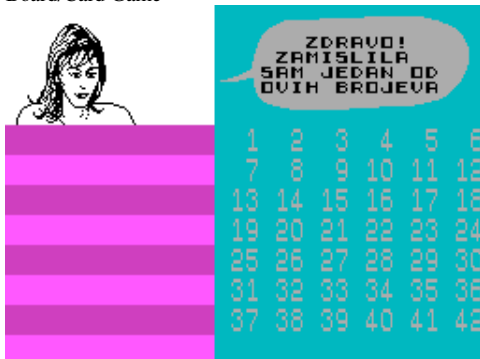 Board/Card Game
ZDRAVO!
ZAMISLILA
SAM JEDAN OD
OVIH BROJEVA
1 2 3 4 5 6
7 8 9 10 11 12
13 14 15 16 17 18
19 20 21 22 23 24
25 26 27 28 29 30
31 32 33 34 35 36
37 38 39 40 41 42